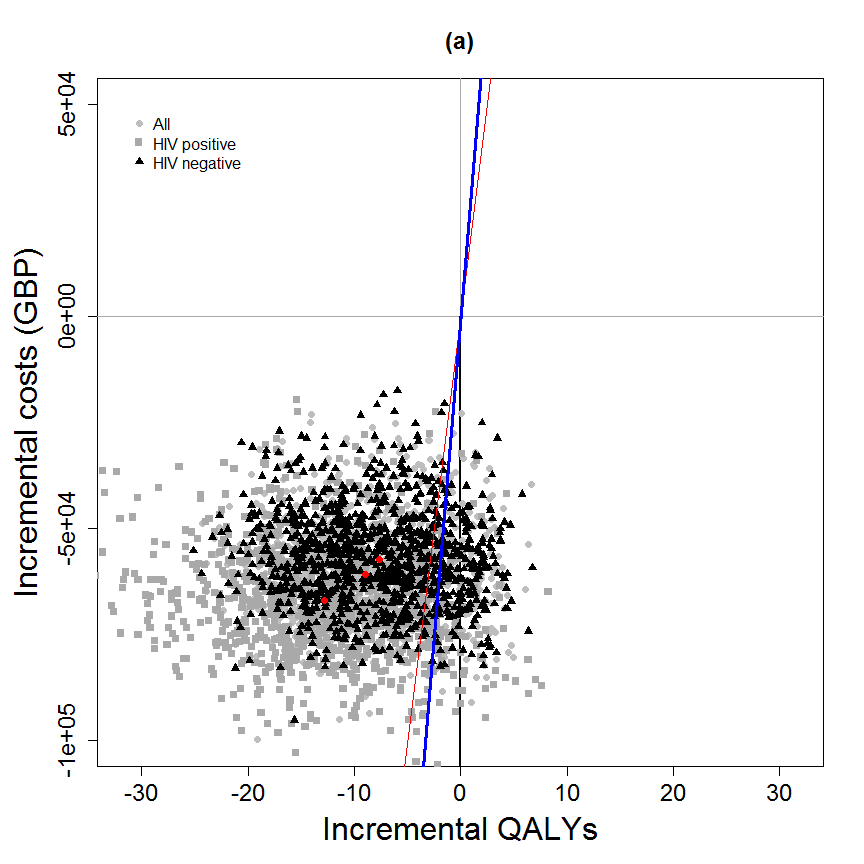 (a)
All
HIV positive
HIV negative
5e+04
0e+00
-5e+04
-1e+05
Incremental costs (GBP)
-30
-20
-10
0
10
20
30
Incremental QALYs